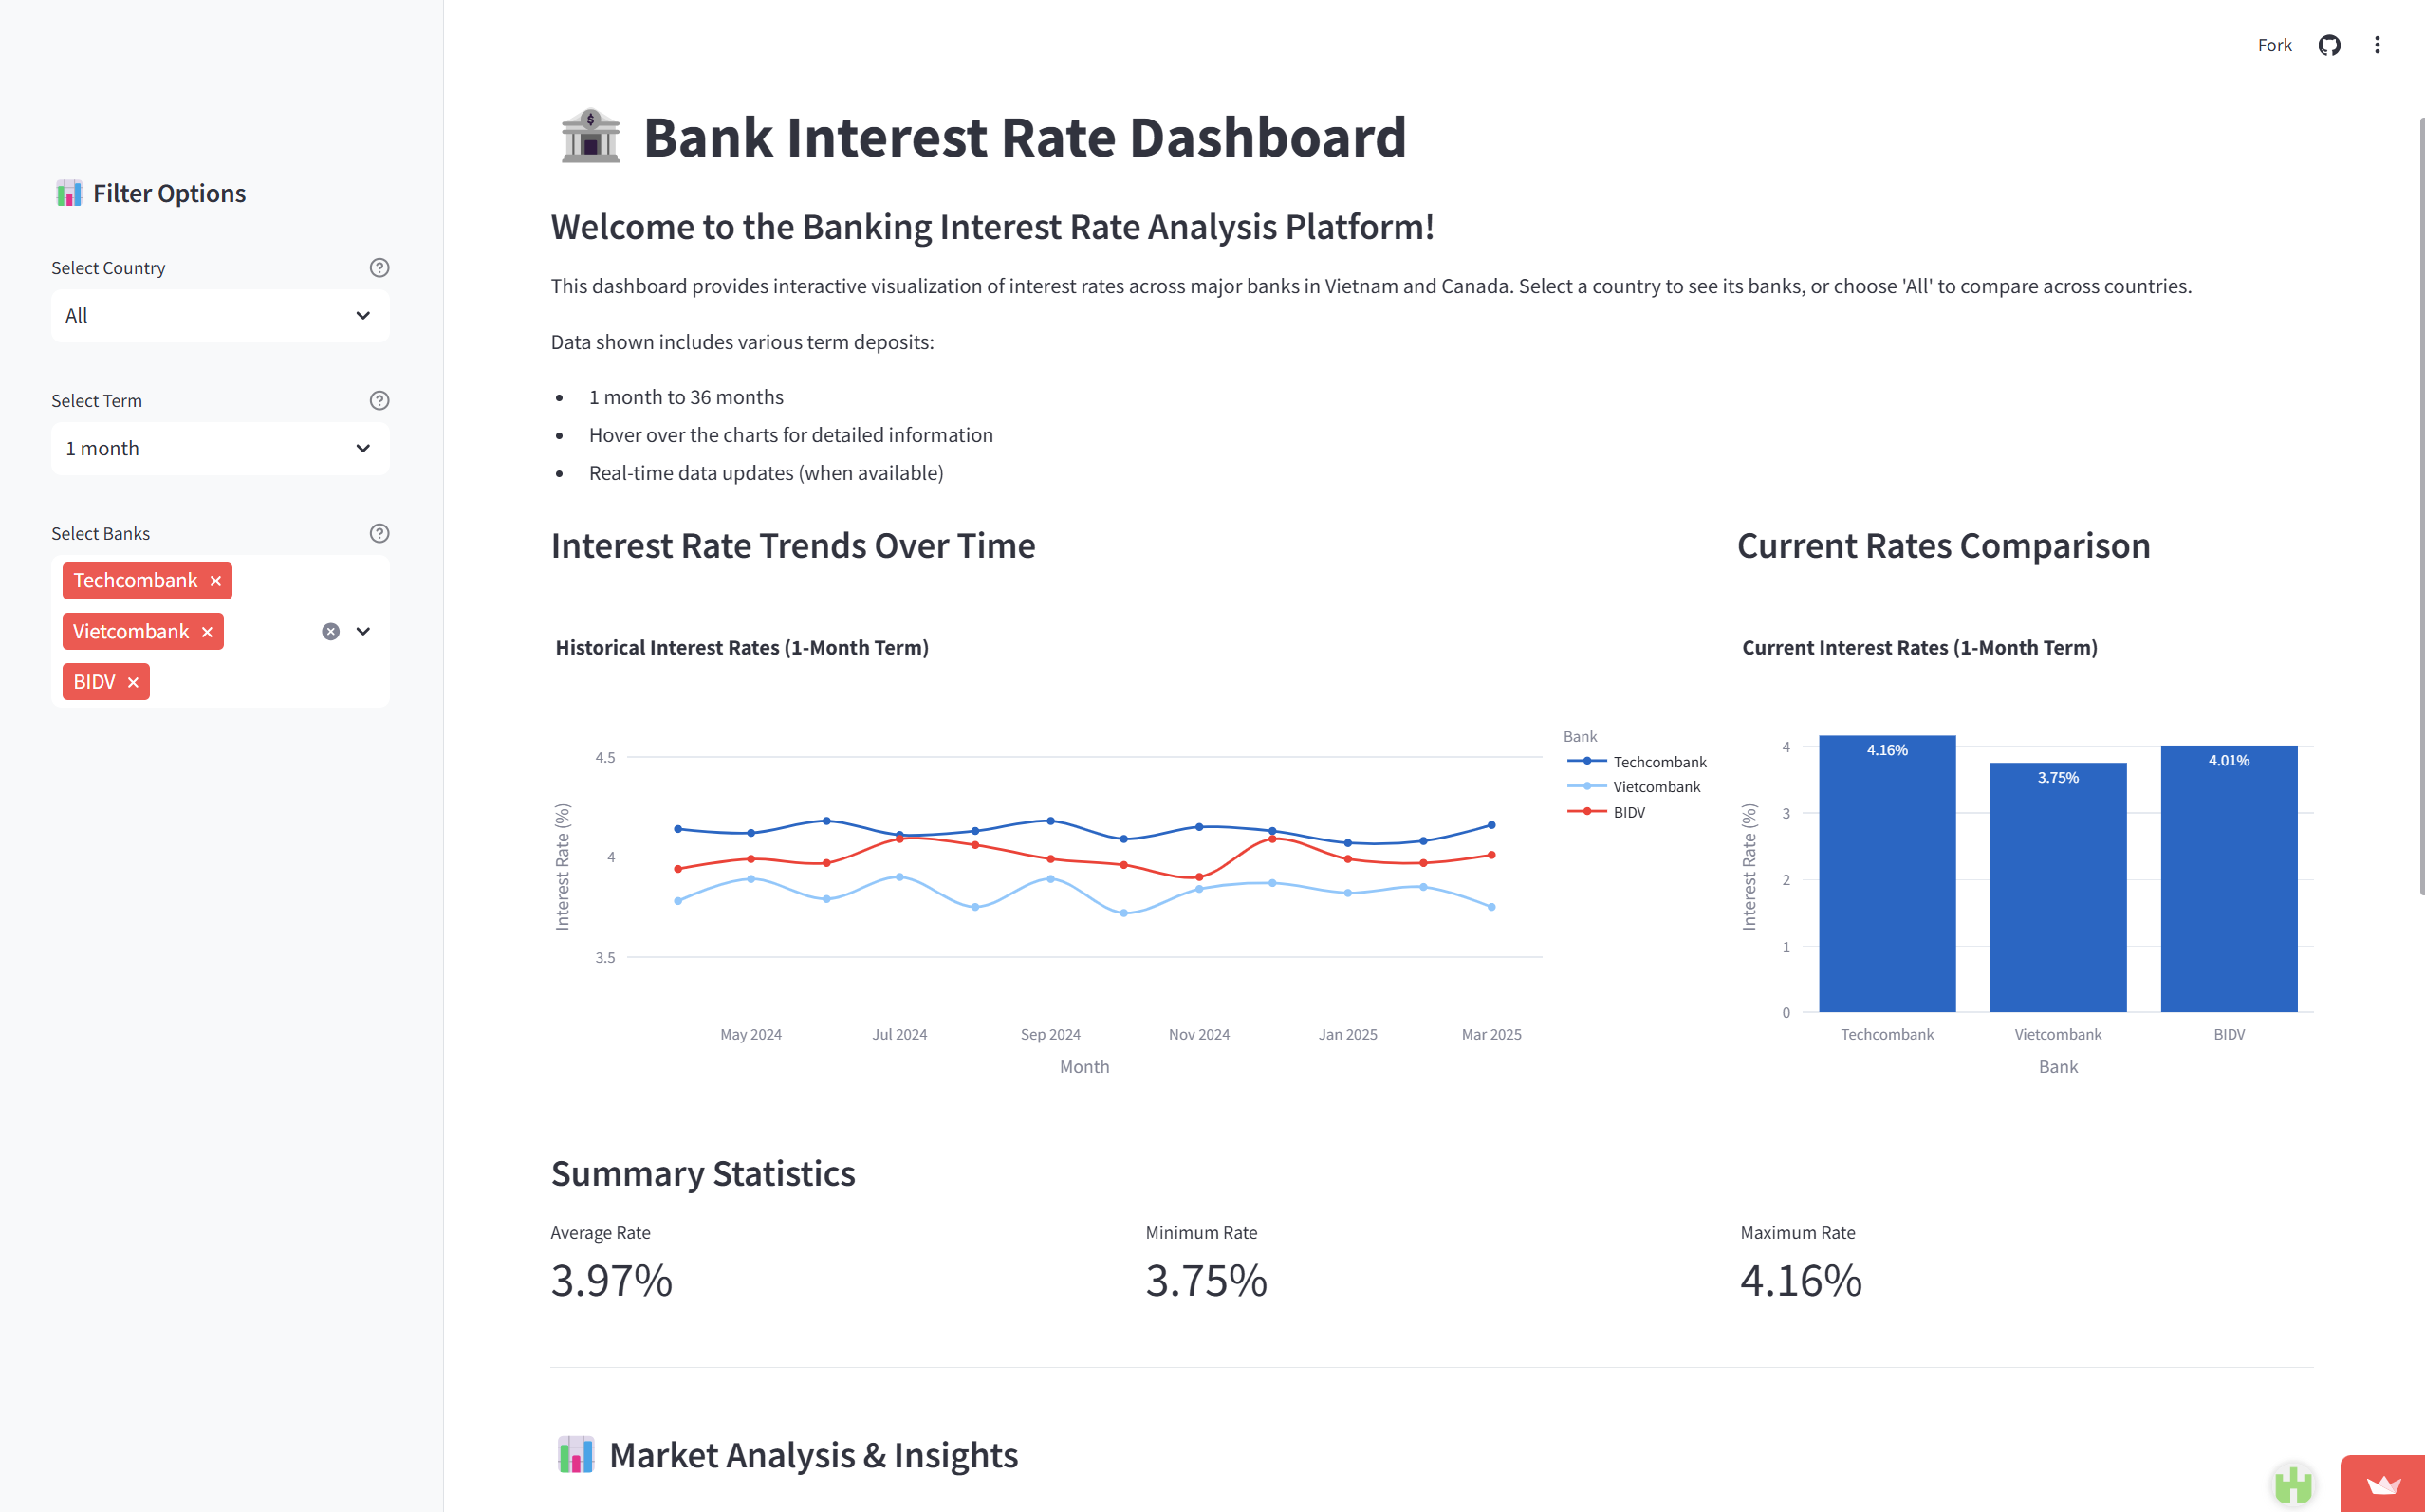 Fork
Bank Interest Rate Dashboard
Filter Options
Select Country
All
Select Term
1 month
Select Banks
Techcombank
Vietcombank
BIDV
Welcome to the Banking Interest Rate Analysis Platform!
This dashboard provides interactive visualization of interest rates across major banks in Vietnam and Canada. Select a country to see its banks, or choose 'All' to compare across countries.
Data shown includes various term deposits:
• 1 month to 36 months
• Hover over the charts for detailed information
• Real-time data updates (when available)
Interest Rate Trends Over Time
Historical Interest Rates (1-Month Term)
Interest Rate (%)
4.5
4
3.5
May 2024 Jul 2024 Sep 2024 Nov 2024 Jan 2025 Mar 2025
Month
Bank
Techcombank
Vietcombank
BIDV
Current Rates Comparison
Current Interest Rates (1-Month Term)
Interest Rate (%)
4
3
2
1
0
4.16% 3.75% 4.01%
Techcombank Vietcombank BIDV
Bank
Summary Statistics
Average Rate
3.97%
Minimum Rate
3.75%
Maximum Rate
4.16%
Market Analysis & Insights